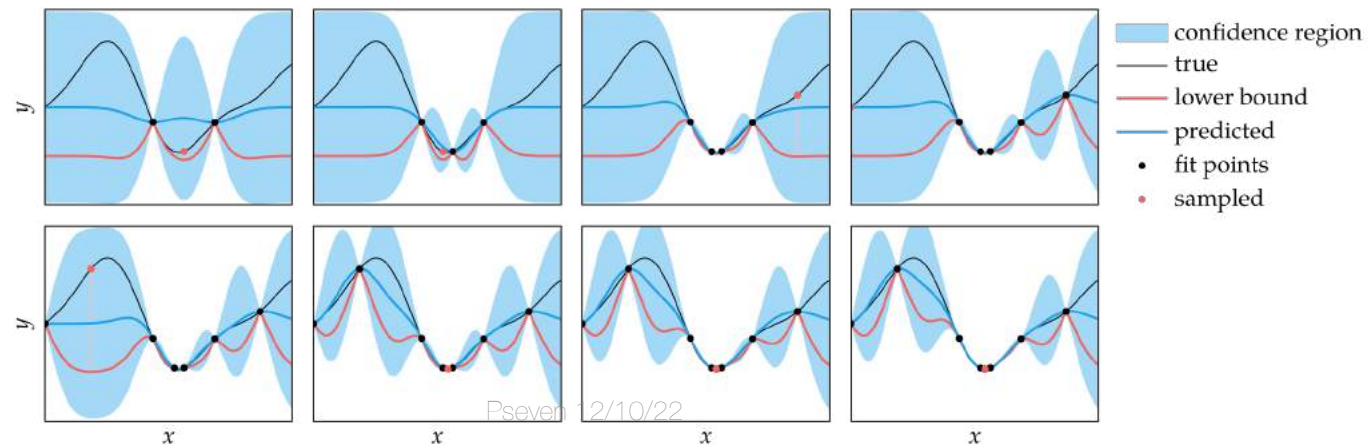 y
confidence region
true
lower bound
predicted
fit points
sampled
y
Pseven 12/10/22
x
x
x
x